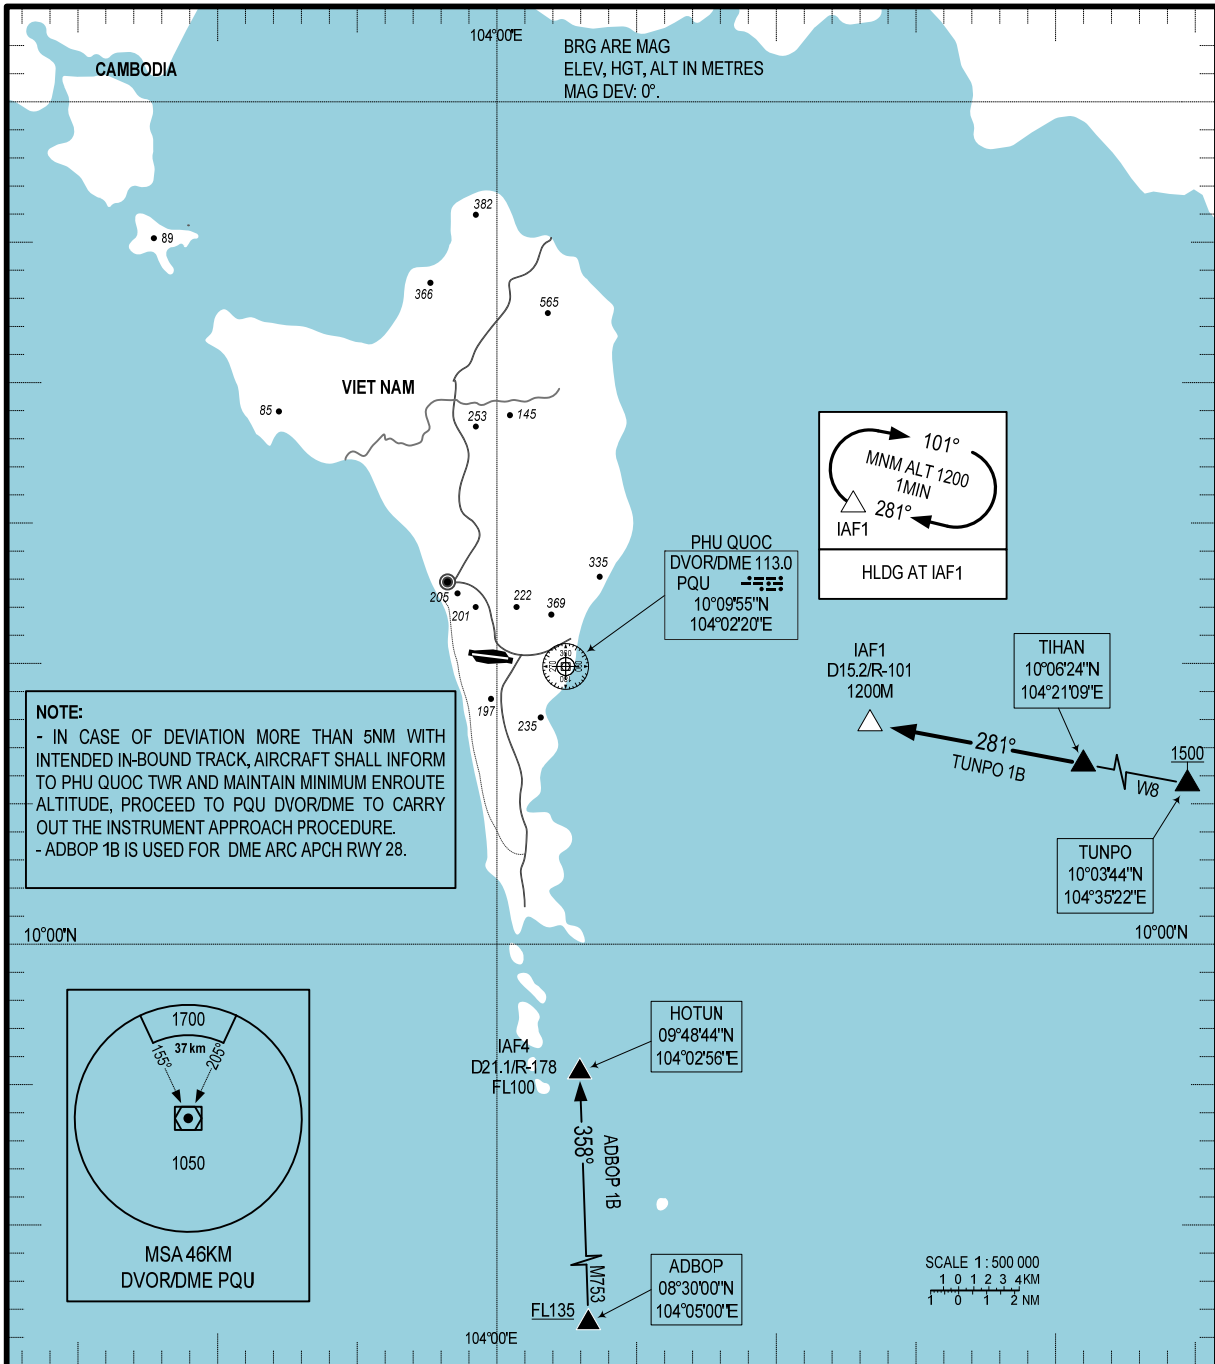 104°00'E
BRG ARE MAG
ELEV, HGT, ALT IN METRES
MAG DEV: 0°.
CAMBODIA
382
89
366
565
VIET NAM
85
253
145
101°
MNM ALT 1200
1MIN
281°
IAF1
HLDG AT IAF1
PHU QUOC
DVOR/DME 113.0
PQU
10°09'55"N
104°02'20"E
335
205
201
222
369
197
235
IAF1
D15.2/R-101
1200M
TIHAN
10°06'24"N
104°21'09"E
281°
TUNPO 1B
W8
1500
TUNPO
10°03'44"N
104°35'22"E
NOTE:
- IN CASE OF DEVIATION MORE THAN 5NM WITH
INTENDED IN-BOUND TRACK, AIRCRAFT SHALL INFORM
TO PHU QUOC TWR AND MAINTAIN MINIMUM ENROUTE
ALTITUDE, PROCEED TO PQU DVOR/DME TO CARRY
OUT THE INSTRUMENT APPROACH PROCEDURE.
- ADBOP 1B IS USED FOR DME ARC APCH RWY 28.
10°00'N
10°00'N
1700
37 km
155°
205°
1050
MSA 46KM
DVOR/DME PQU
IAF4
D21.1/R-178
FL100
HOTUN
09°48'44"N
104°02'56"E
358°
ADBOP 1B
M753
FL135
ADBOP
08°30'00"N
104°05'00"E
104°00'E
SCALE 1 : 500 000
1 0 1 2 3 4KM
1 0 1 2 NM